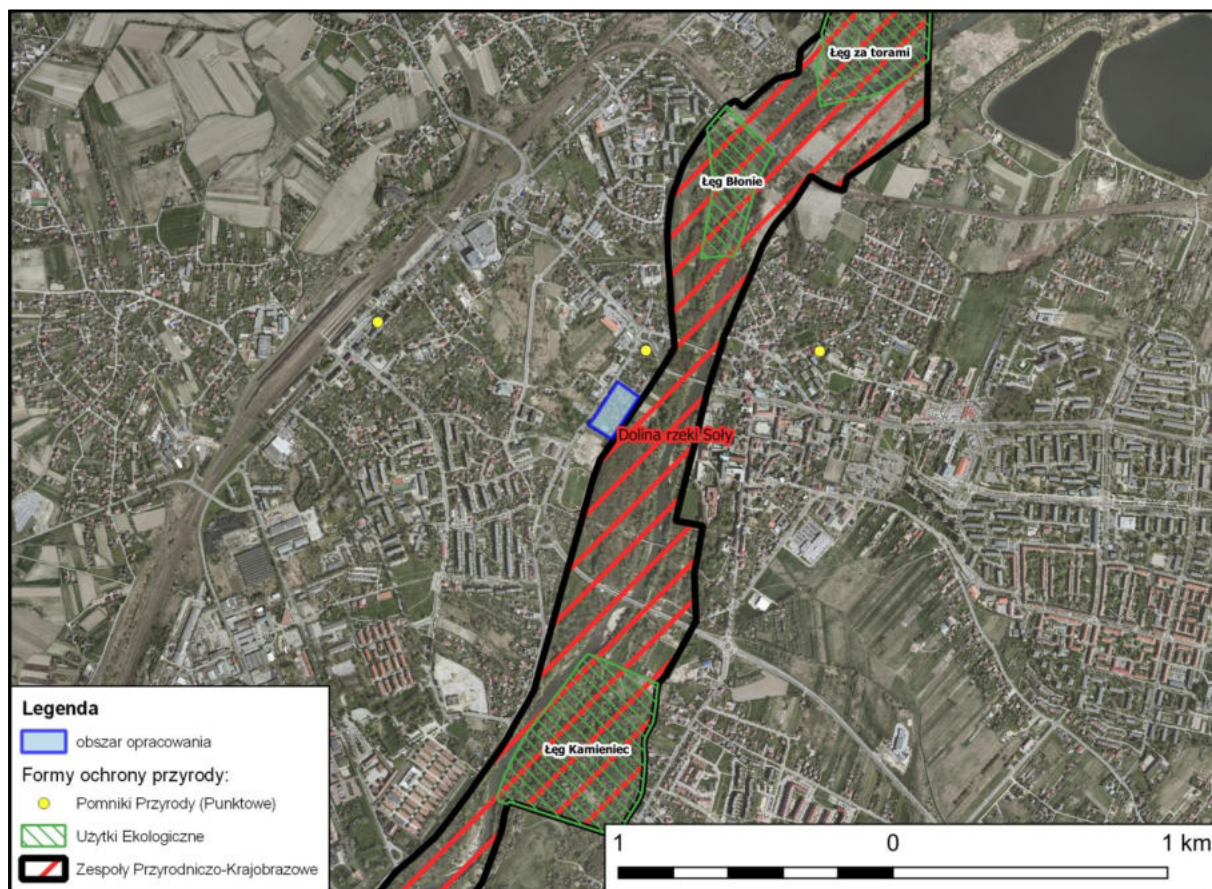 Łęg za torami
Łęg Błonie
Dolina rzeki Soły
Łęg Kamieniec
Legenda
obszar opracowania
Formy ochrony przyrody:
Pomniki Przyrody (Punktowe)
Użytki Ekologiczne
Zespoły Przyrodniczo-Krajobrazowe
1 0 1 km